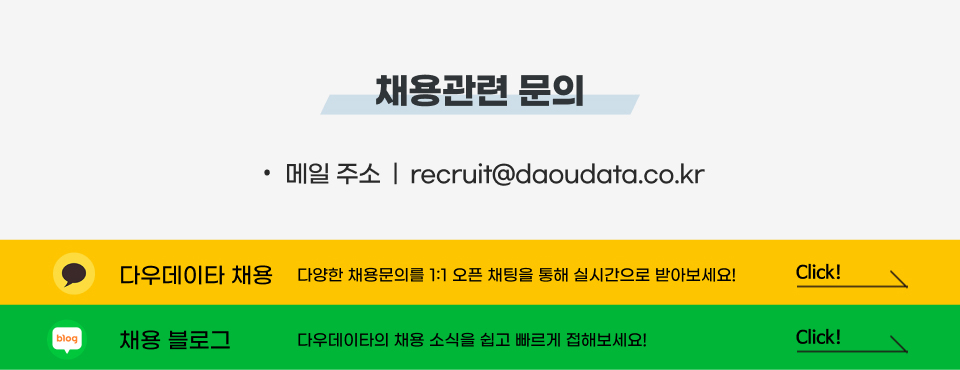 채용관련 문의
• 메일 주소 | recruit@daoudata.co.kr
다우데이타 채용 다양한 채용문의를 1:1 오픈 채팅을 통해 실시간으로 받아보세요! Click!
blog 채용 블로그 다우데이타의 채용 소식을 쉽고 빠르게 접해보세요! Click!